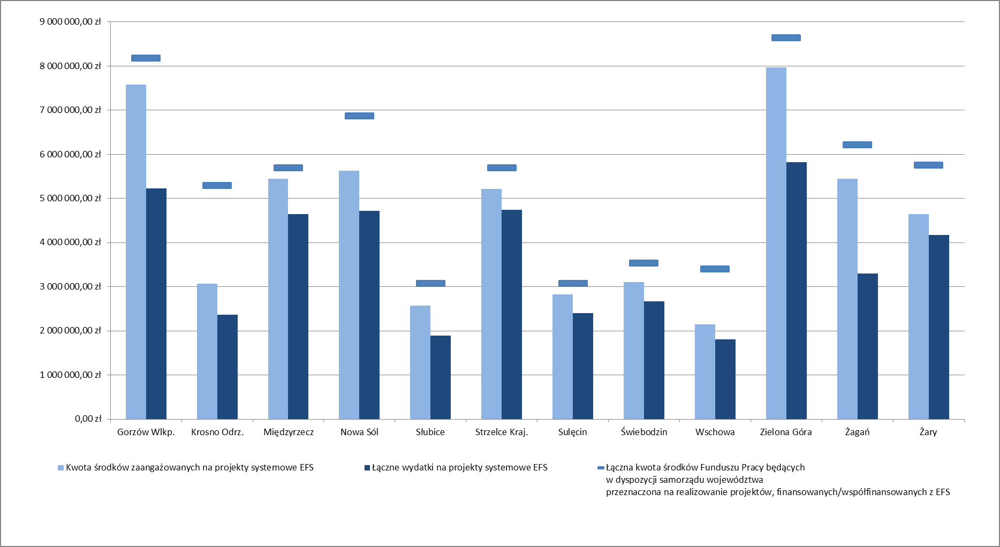 9 000 000,00 zł
8 000 000,00 zł
7 000 000,00 zł
6 000 000,00 zł
5 000 000,00 zł
4 000 000,00 zł
3 000 000,00 zł
2 000 000,00 zł
1 000 000,00 zł
0,00 zł
Gorzów Wlkp. Krosno Odrz. Międzyrzecz Nowa Sól Słubice Strzelce Kraj. Sulęcin Świebodzin Wschowa Zielona Góra Żagań Żary
Kwota środków zaangażowanych na projekty systemowe EFS
Łączne wydatki na projekty systemowe EFS
Łączna kwota środków Funduszu Pracy będących
w dyspozycji samorządu województwa
przeznaczona na realizowanie projektów, finansowanych/współfinansowanych z EFS